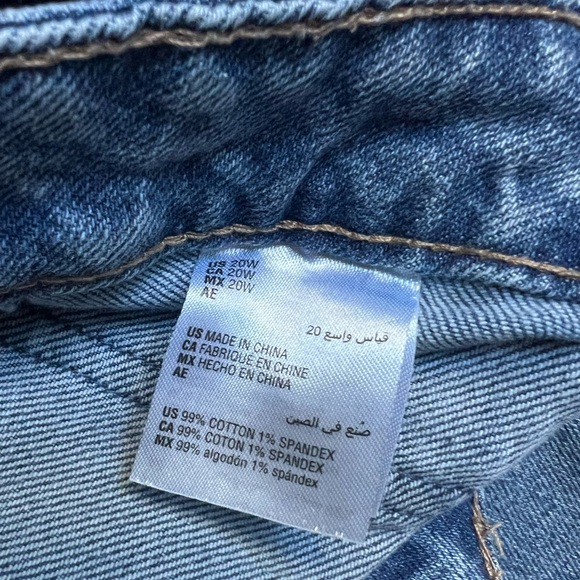 US 20W
CA 20W
MX 20W
AE
قياس واسع 20
US MADE IN CHINA
CA FABRIQUE EN CHINE
MX HECHO EN CHINA
AE
صنع في الصين
US 99% COTTON 1% SPANDEX
CA 99% COTON 1% SPANDEX
MX 99% algodón 1% spándex